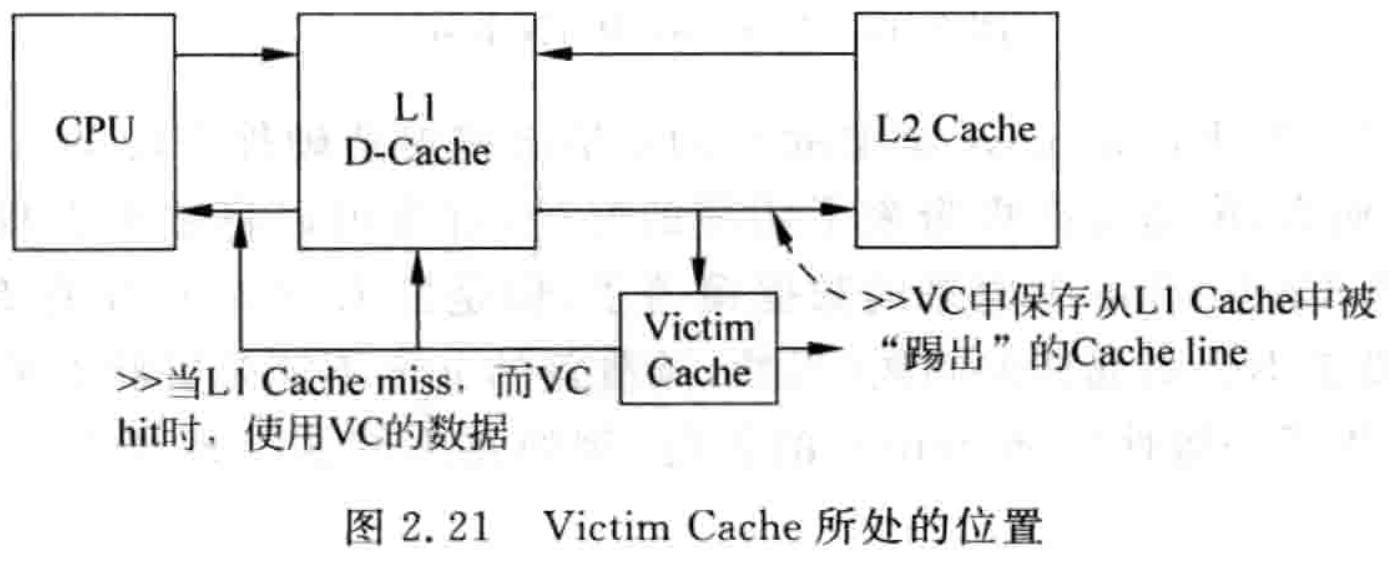 CPU
L1
D-Cache
L2 Cache
Victim
Cache
>>VC中保存从L1 Cache中被
“踢出”的Cache line
>>当L1 Cache miss，而VC
hit时，使用VC的数据
图 2.21 Victim Cache 所处的位置